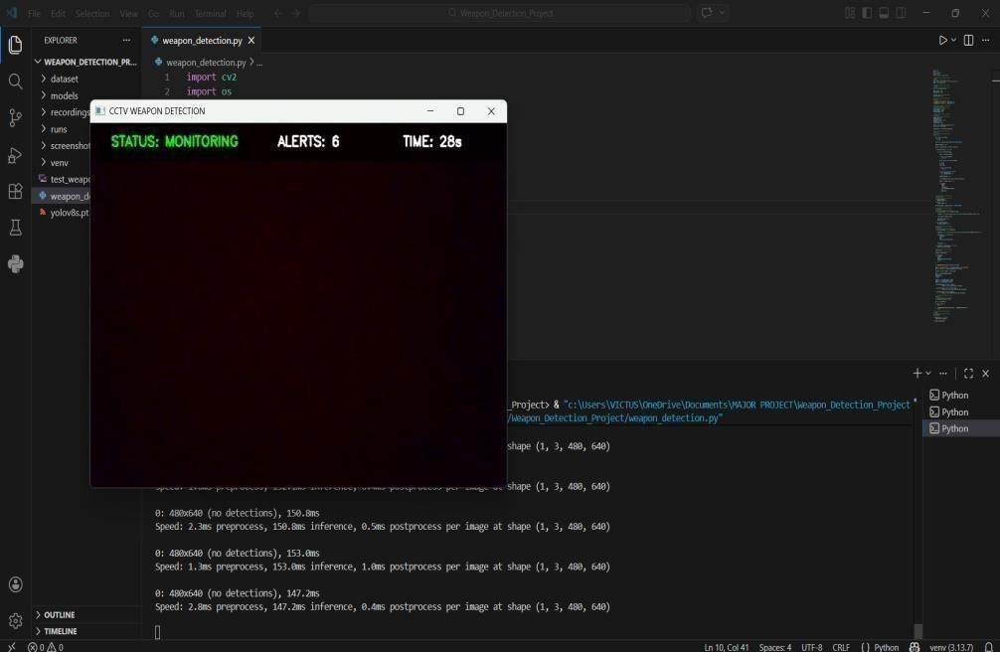 File Edit Selection View Go Run Terminal Help
Weapon_Detection_Project
EXPLORER
WEAPON_DETECTION_PR...
dataset
models
recordings
runs
screenshot
venv
test_weapo
weapon_de
yolov8s.pt
OUTLINE
TIMELINE
weapon_detection.py
weapon_detection.py > ...
1 import cv2
2 import os
CCTV WEAPON DETECTION
STATUS: MONITORING ALERTS: 6 TIME: 28s
_Project> & "c:\Users\VICTUS\OneDrive\Documents\MAJOR PROJECT\Weapon_Detection_Project
/Weapon_Detection_Project/weapon_detection.py"
shape (1, 3, 480, 640)
postprocess per image at shape (1, 3, 480, 640)
0: 480x640 (no detections), 150.8ms
Speed: 2.3ms preprocess, 150.8ms inference, 0.5ms postprocess per image at shape (1, 3, 480, 640)
0: 480x640 (no detections), 153.0ms
Speed: 1.3ms preprocess, 153.0ms inference, 1.0ms postprocess per image at shape (1, 3, 480, 640)
0: 480x640 (no detections), 147.2ms
Speed: 2.8ms preprocess, 147.2ms inference, 0.4ms postprocess per image at shape (1, 3, 480, 640)
Python
Python
Python
0 0 Ln 10, Col 41 Spaces: 4 UTF-8 CRLF { } Python venv (3.13.7)